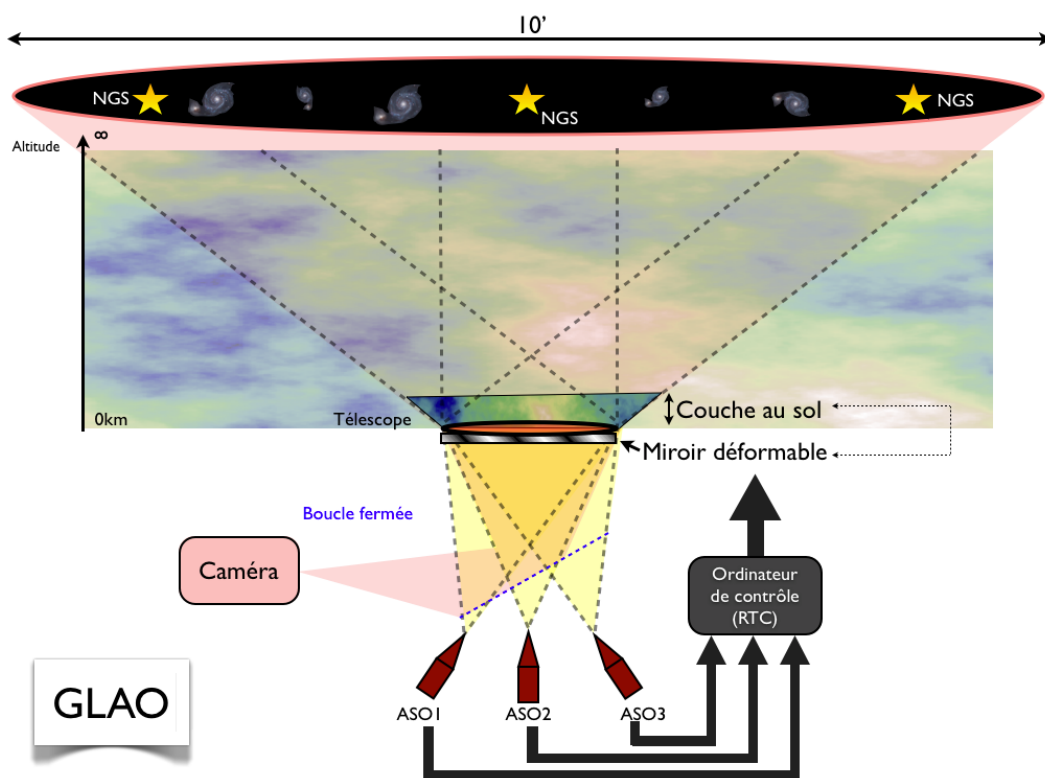 10'
NGS
NGS
NGS
∞
Altitude
0km
Télescope
Couche au sol
Miroir déformable
Boucle fermée
Caméra
Ordinateur
de contrôle
(RTC)
GLAO
ASO1
ASO2
ASO3